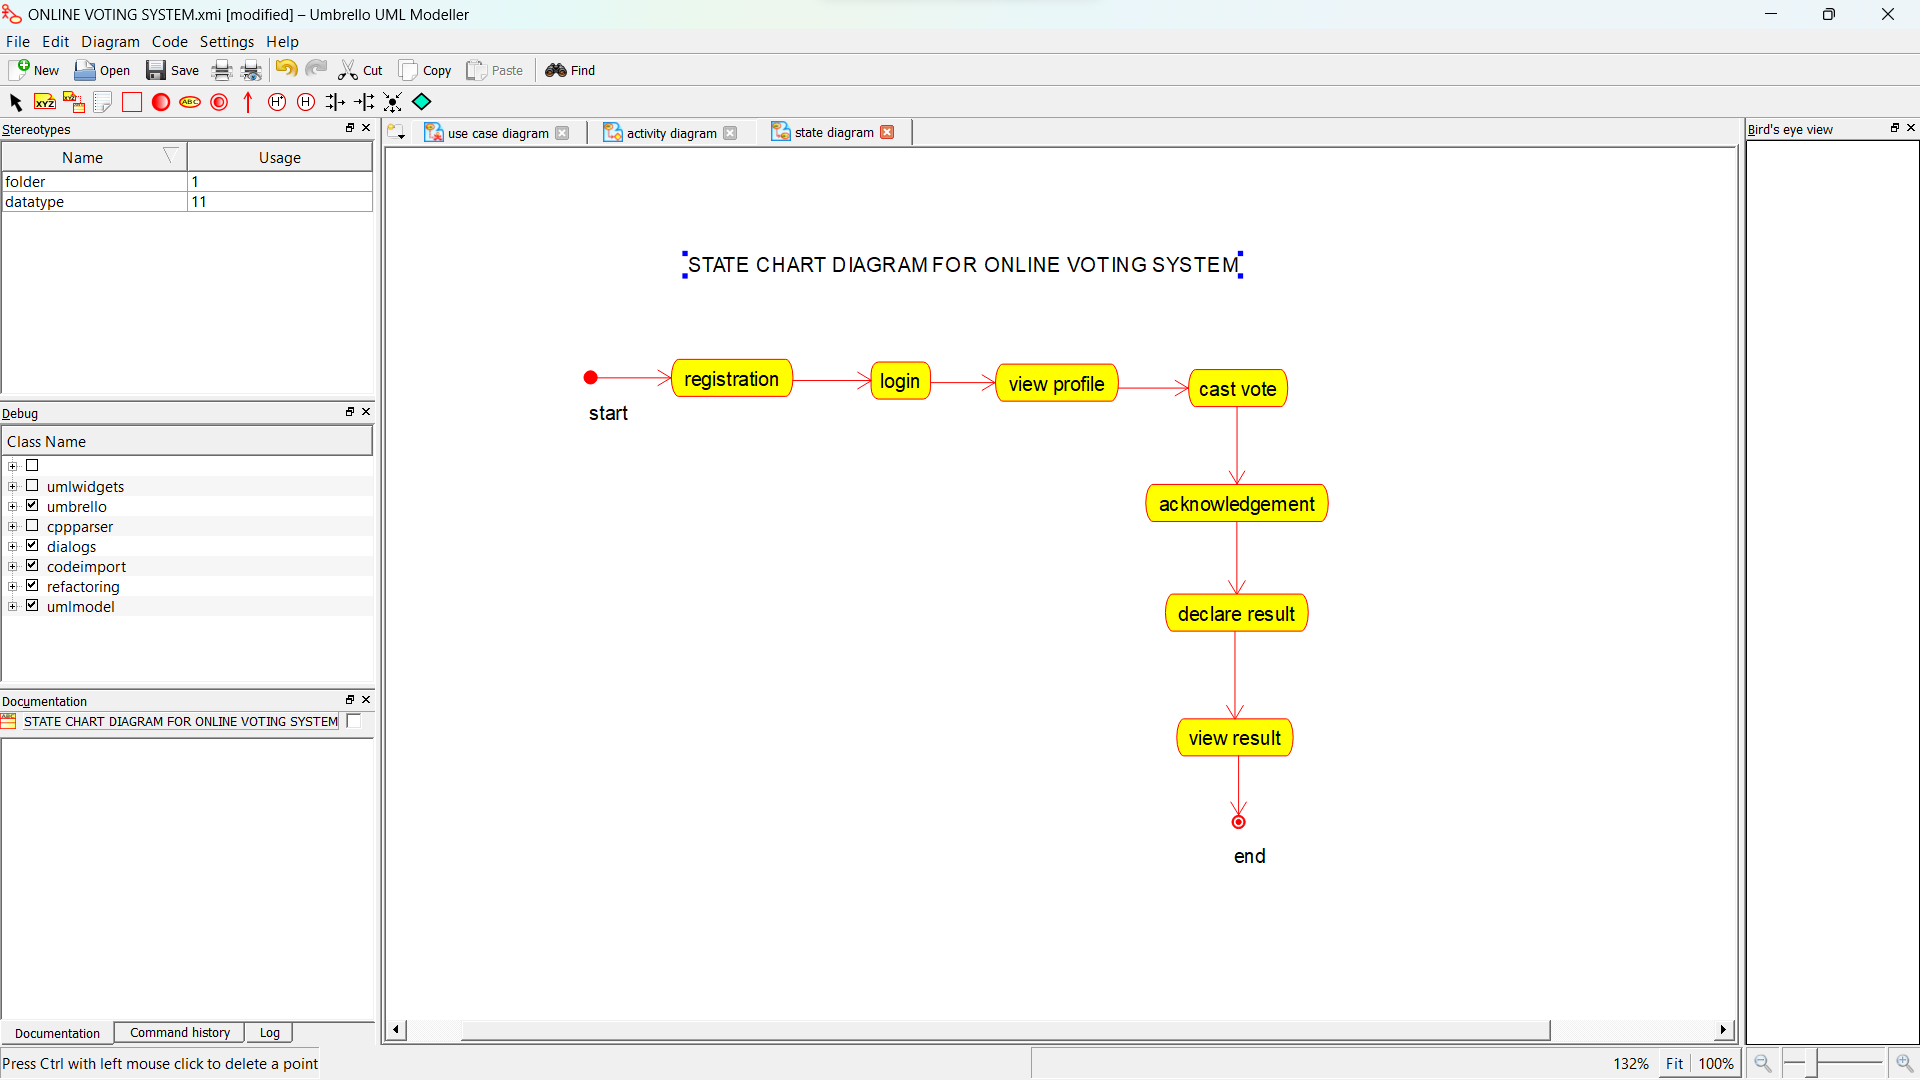 ONLINE VOTING SYSTEM.xmi [modified] – Umbrello UML Modeller
File Edit Diagram Code Settings Help
New Open Save Cut Copy Paste Find
XYZ ABC H* H
Stereotypes
Name Usage
folder 1
datatype 11
Debug
Class Name
umlwidgets
umbrello
cppparser
dialogs
codeimport
refactoring
umlmodel
Documentation
STATE CHART DIAGRAM FOR ONLINE VOTING SYSTEM
Documentation Command history Log
Press Ctrl with left mouse click to delete a point
use case diagram activity diagram state diagram
STATE CHART DIAGRAM FOR ONLINE VOTING SYSTEM
start
registration
login
view profile
cast vote
acknowledgement
declare result
view result
end
Bird's eye view
132% Fit 100%